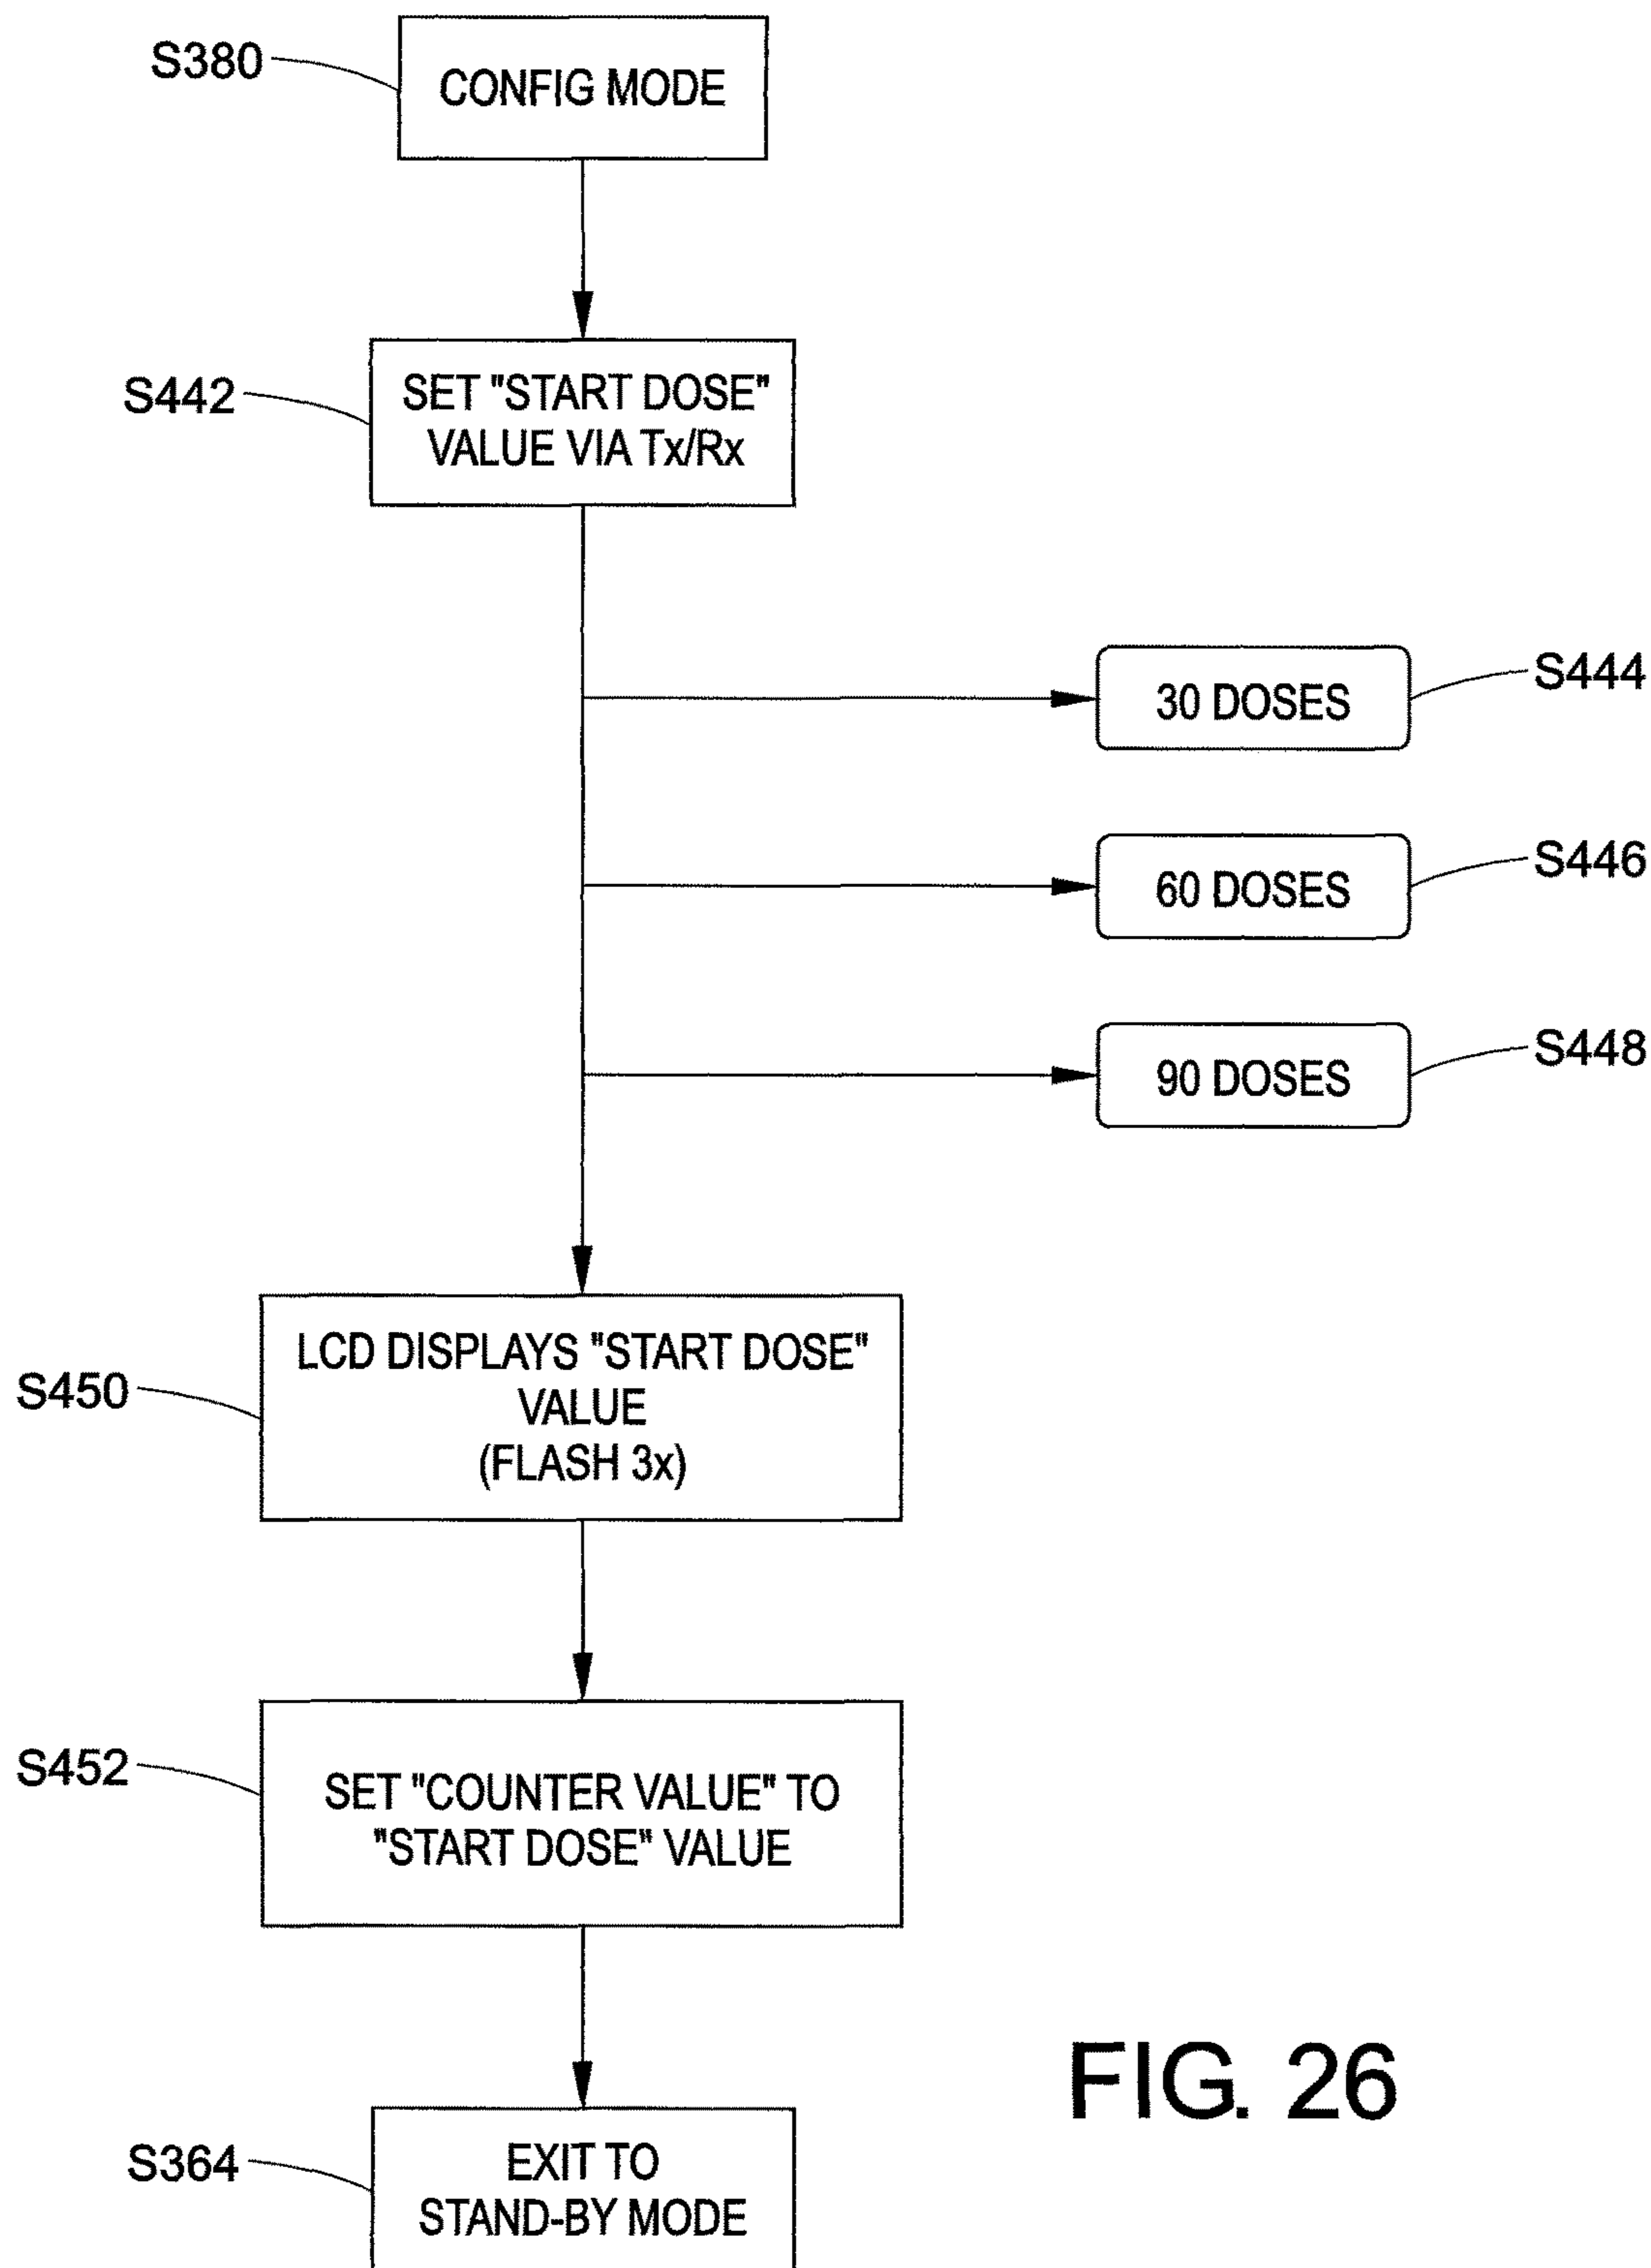 S380
CONFIG MODE
S442
SET "START DOSE"
VALUE VIA Tx/Rx
30 DOSES
S444
60 DOSES
S446
90 DOSES
S448
S450
LCD DISPLAYS "START DOSE"
VALUE
(FLASH 3x)
S452
SET "COUNTER VALUE" TO
"START DOSE" VALUE
S364
EXIT TO
STAND-BY MODE
FIG. 26